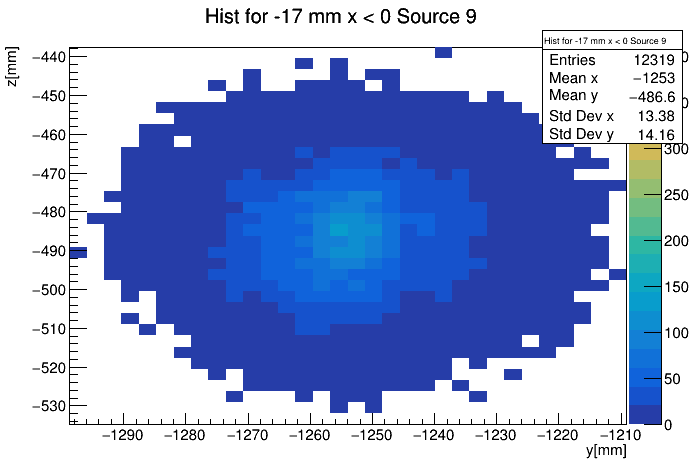 Hist for -17 mm x < 0 Source 9
Hist for -17 mm x < 0 Source 9
Entries 12319
Mean x −1253
Mean y −486.6
Std Dev x 13.38
Std Dev y 14.16
z[mm]
−440
−450
−460
−470
−480
−490
−500
−510
−520
−530
300
250
200
150
100
50
0
−1290 −1280 −1270 −1260 −1250 −1240 −1230 −1220 −1210
y[mm]